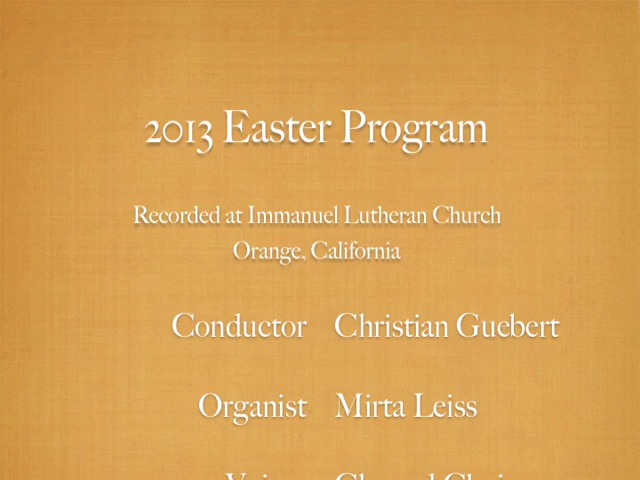 2013 Easter Program
Recorded at Immanuel Lutheran Church
Orange, California
Conductor Christian Guebert
Organist Mirta Leiss